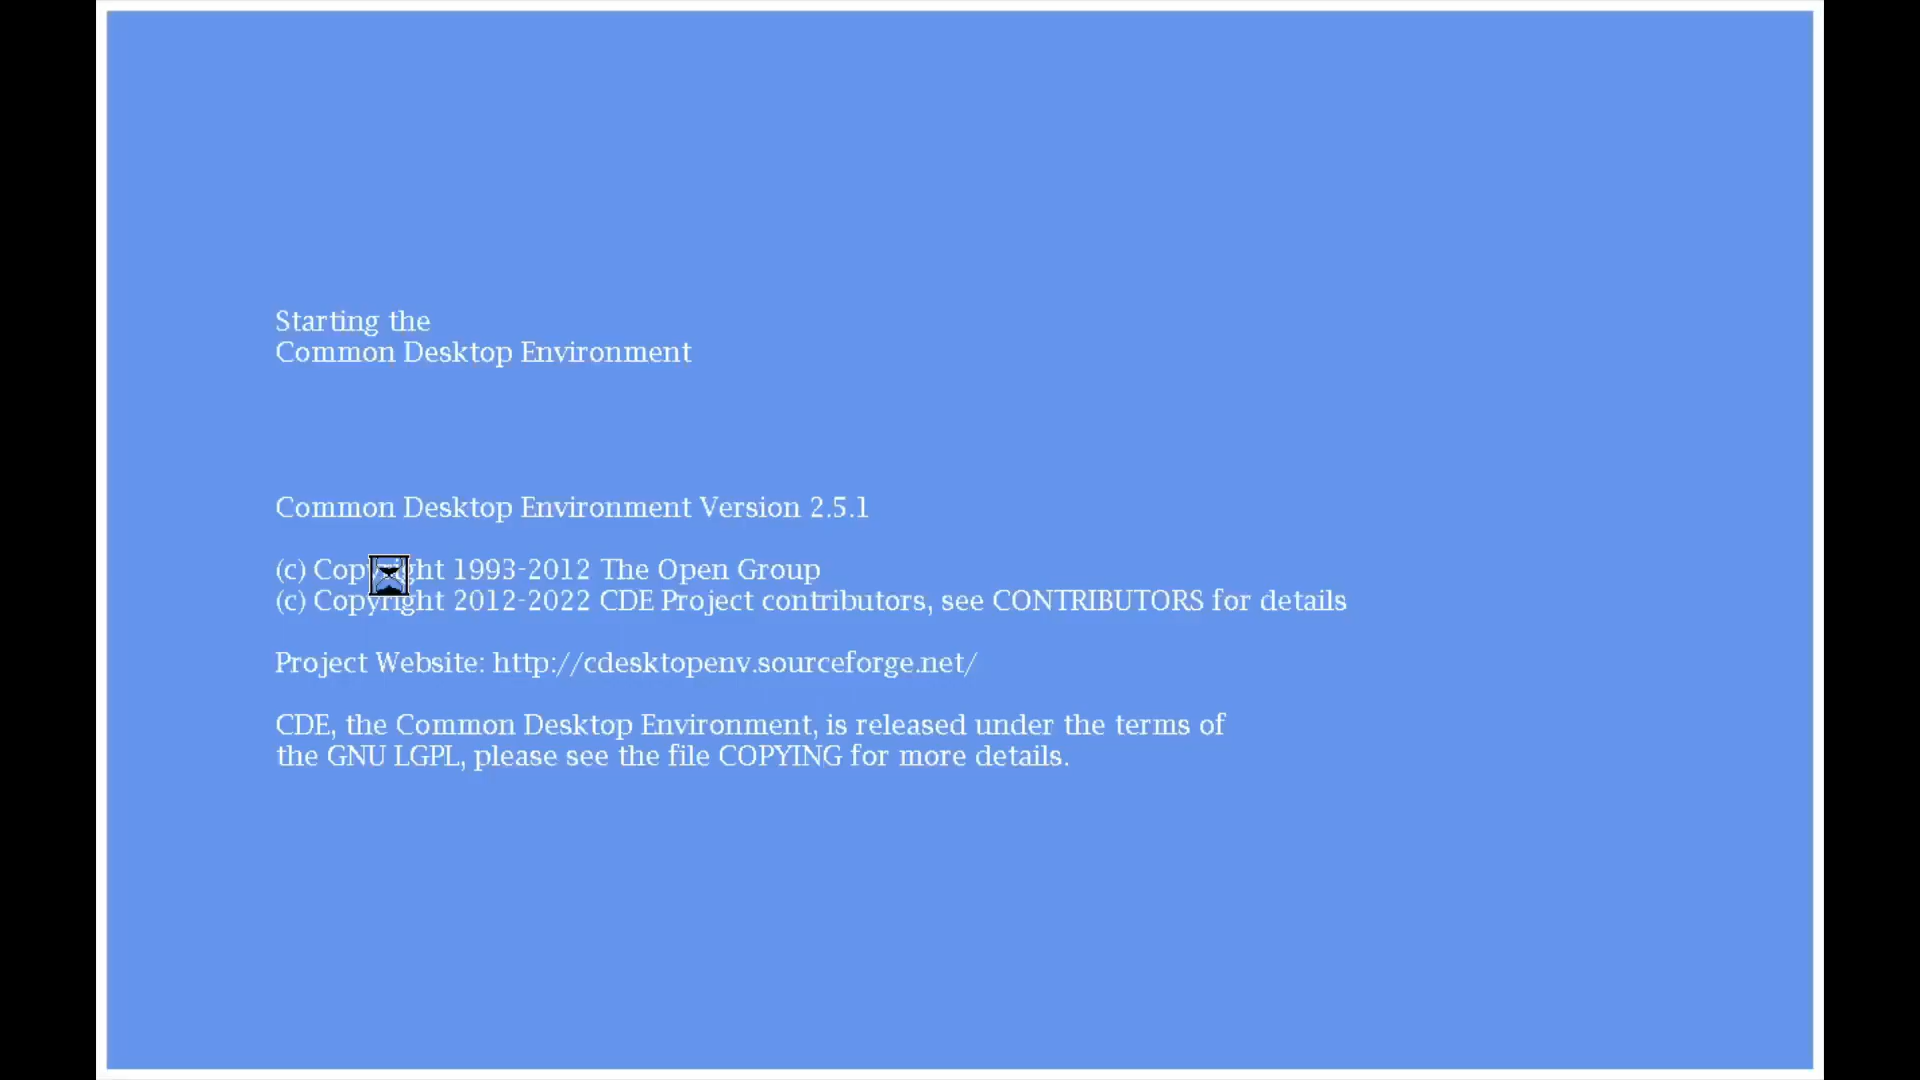 Starting the
Common Desktop Environment
Common Desktop Environment Version 2.5.1
(c) Copyright 1993-2012 The Open Group
(c) Copyright 2012-2022 CDE Project contributors, see CONTRIBUTORS for details
Project Website: http://cdesktopenv.sourceforge.net/
CDE, the Common Desktop Environment, is released under the terms of
the GNU LGPL, please see the file COPYING for more details.